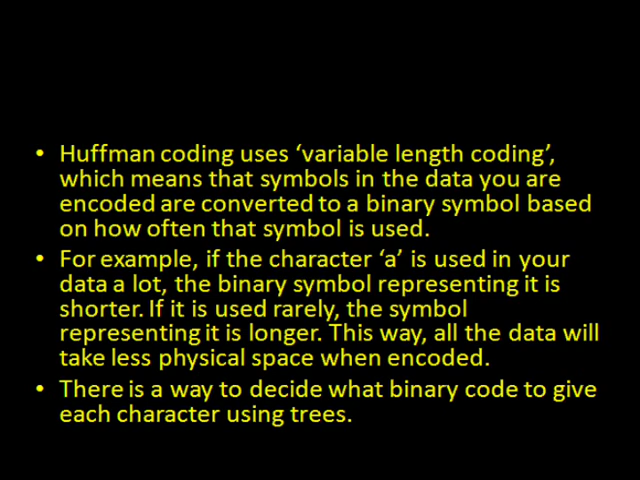 • Huffman coding uses ‘variable length coding’,
which means that symbols in the data you are
encoded are converted to a binary symbol based
on how often that symbol is used.
• For example, if the character ‘a’ is used in your
data a lot, the binary symbol representing it is
shorter. If it is used rarely, the symbol
representing it is longer. This way, all the data will
take less physical space when encoded.
• There is a way to decide what binary code to give
each character using trees.